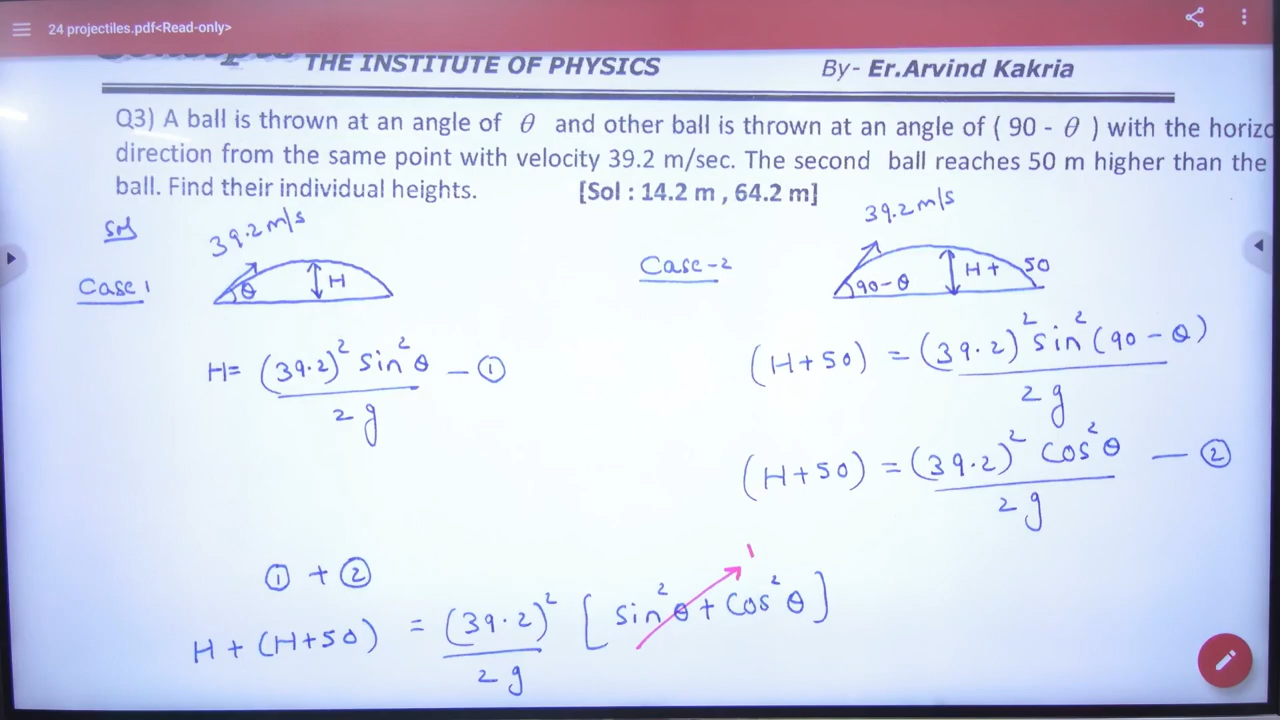 24 projectiles.pdf<Read-only>
THE INSTITUTE OF PHYSICS By- Er.Arvind Kakria
Q3) A ball is thrown at an angle of θ and other ball is thrown at an angle of ( 90 - θ ) with the horizo
direction from the same point with velocity 39.2 m/sec. The second ball reaches 50 m higher than the
ball. Find their individual heights. [Sol : 14.2 m , 64.2 m]
Sol
39.2 m/s
39.2 m/s
Case 1
θ
H
Case-2
90-θ
H+ 50
H= (39.2)² sin²θ / 2g — ①
(H+50) = (39.2)² sin²(90-θ) / 2g
(H+50) = (39.2)² cos²θ / 2g — ②
① + ②
1
H + (H+50) = (39.2)² / 2g [sin²θ + cos²θ]